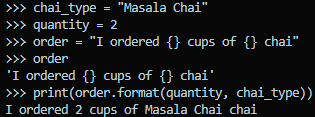 >>> chai_type = "Masala Chai"
>>> quantity = 2
>>> order = "I ordered {} cups of {} chai"
>>> order
'I ordered {} cups of {} chai'
>>> print(order.format(quantity, chai_type))
I ordered 2 cups of Masala Chai chai